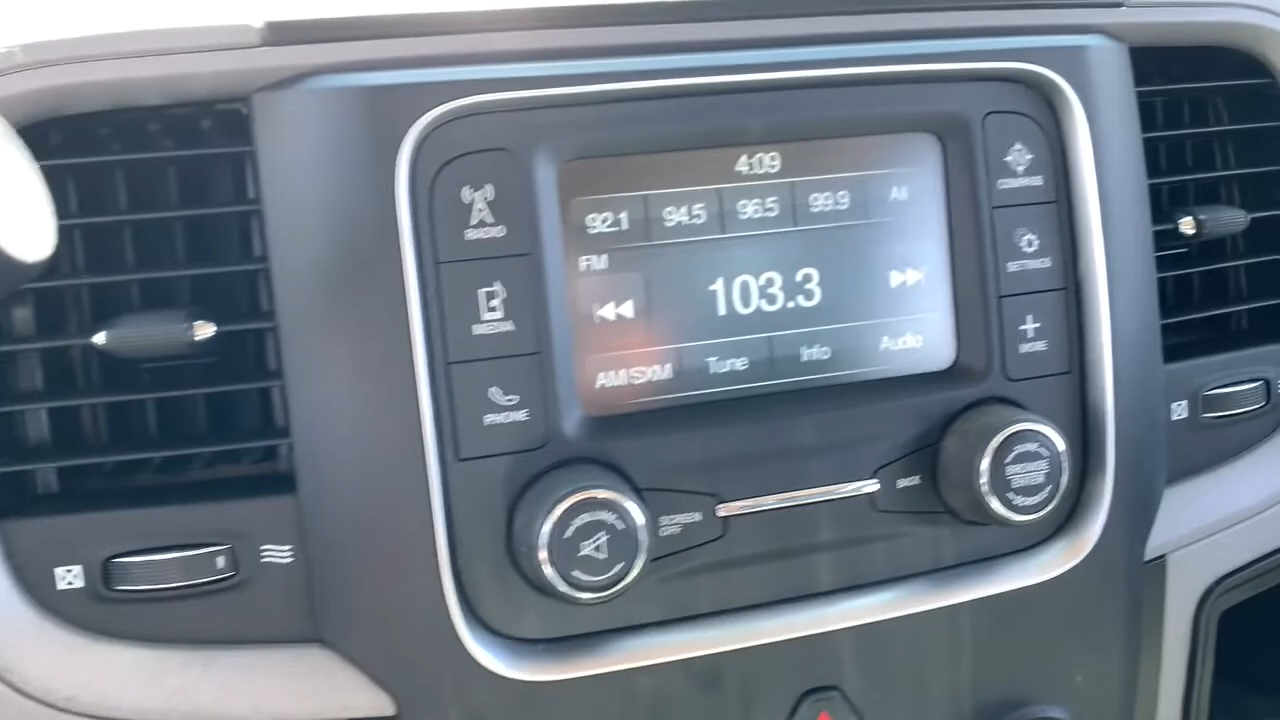 4:09
92.1 94.5 96.5 99.9 All
FM
103.3
AM/SXM Tune Info Audio
RADIO
MEDIA
PHONE
COMPASS
SETTINGS
MORE
SCREEN
OFF
BACK
BROWSE
ENTER